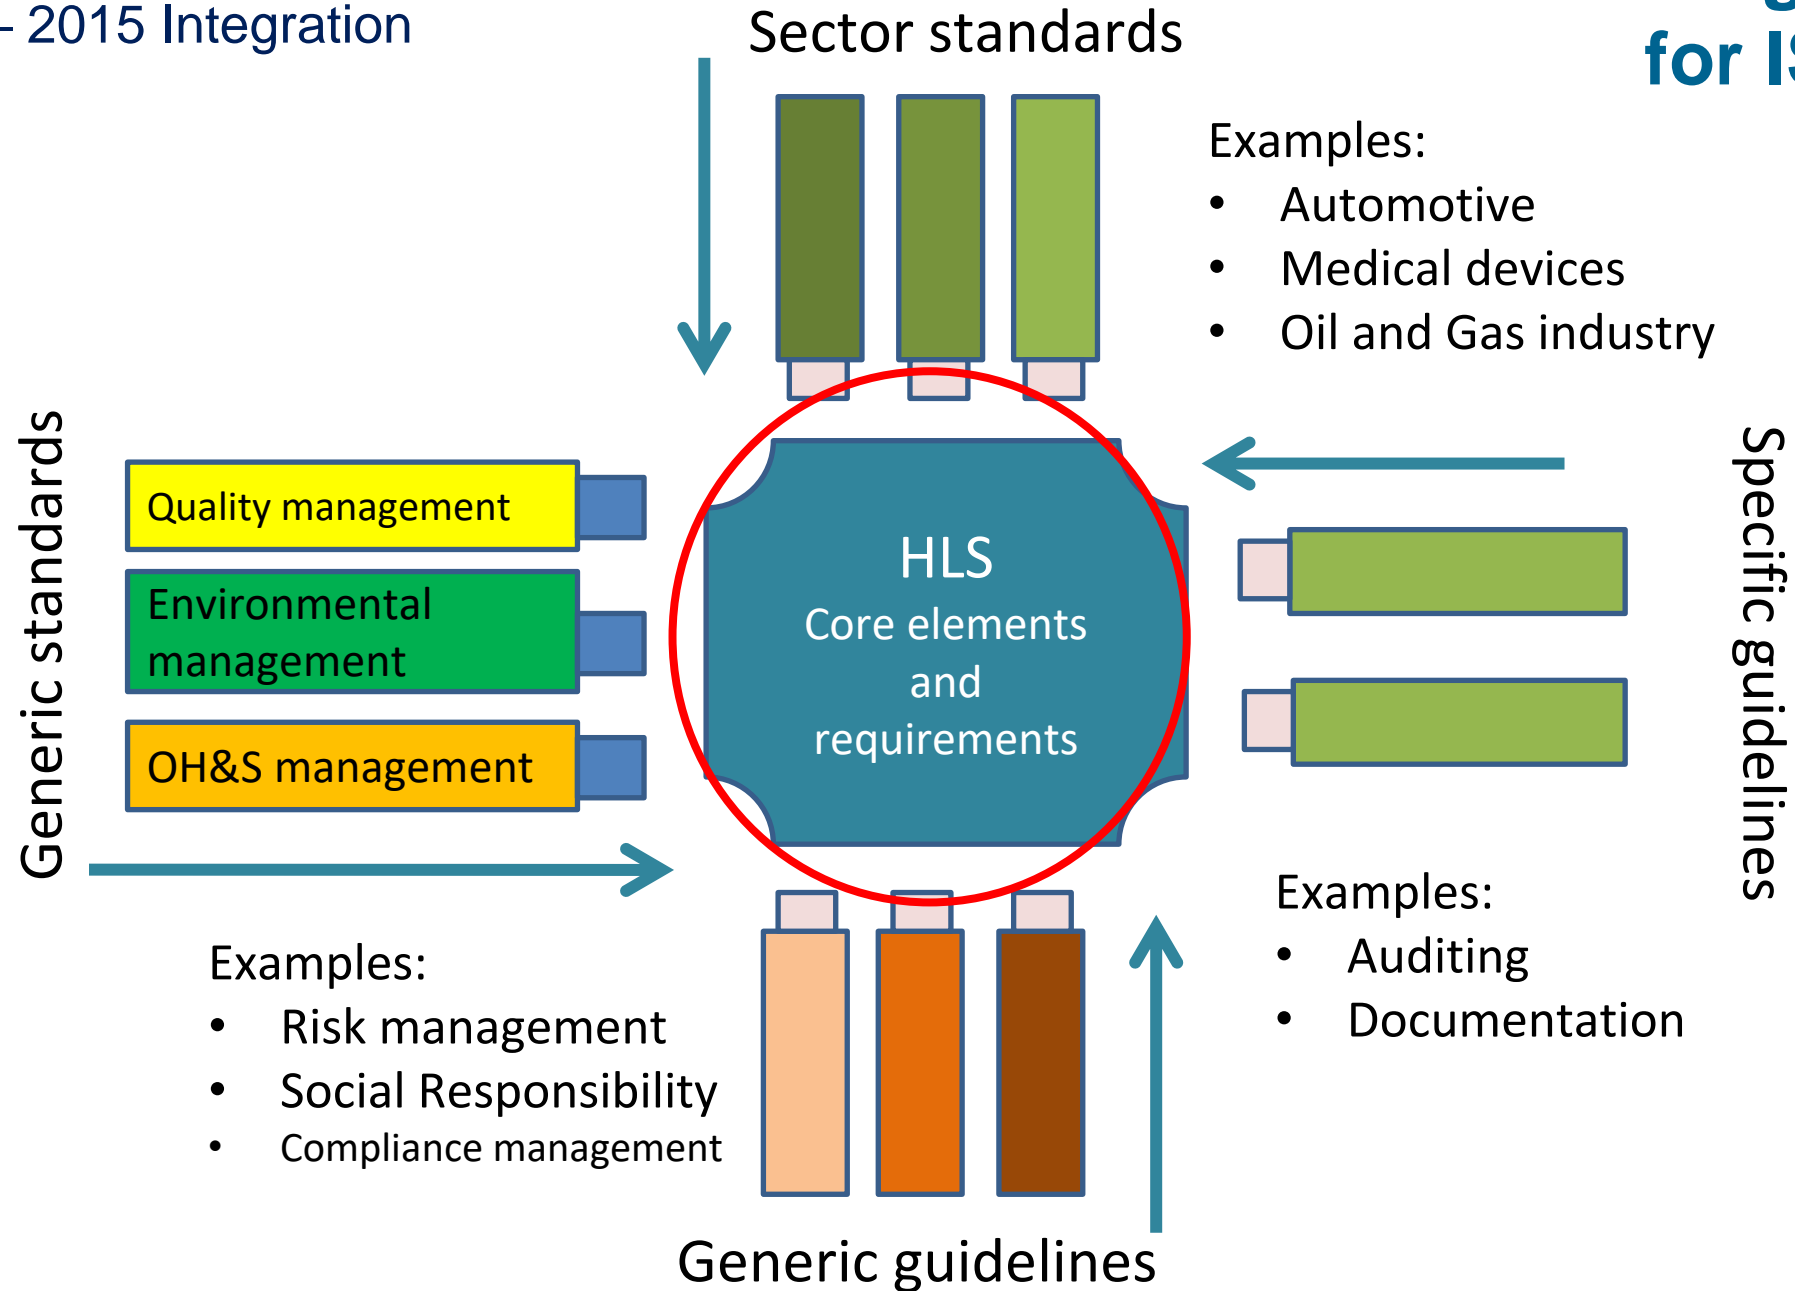 – 2015 Integration
for
Sector standards
Examples:
• Automotive
• Medical devices
• Oil and Gas industry
Generic standards
Quality management
Environmental
management
OH&S management
HLS
Core elements
and
requirements
Specific guidelines
Examples:
• Risk management
• Social Responsibility
• Compliance management
Examples:
• Auditing
• Documentation
Generic guidelines